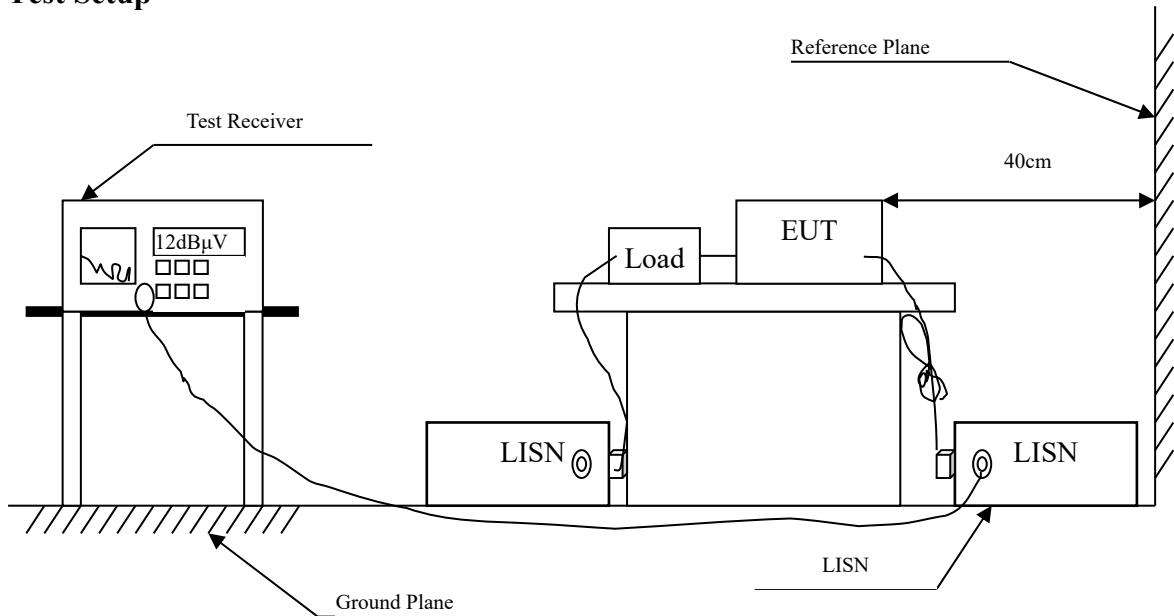 Test Setup
Reference Plane
Test Receiver
40cm
12dBμV
EUT
Load
LISN
LISN
LISN
Ground Plane